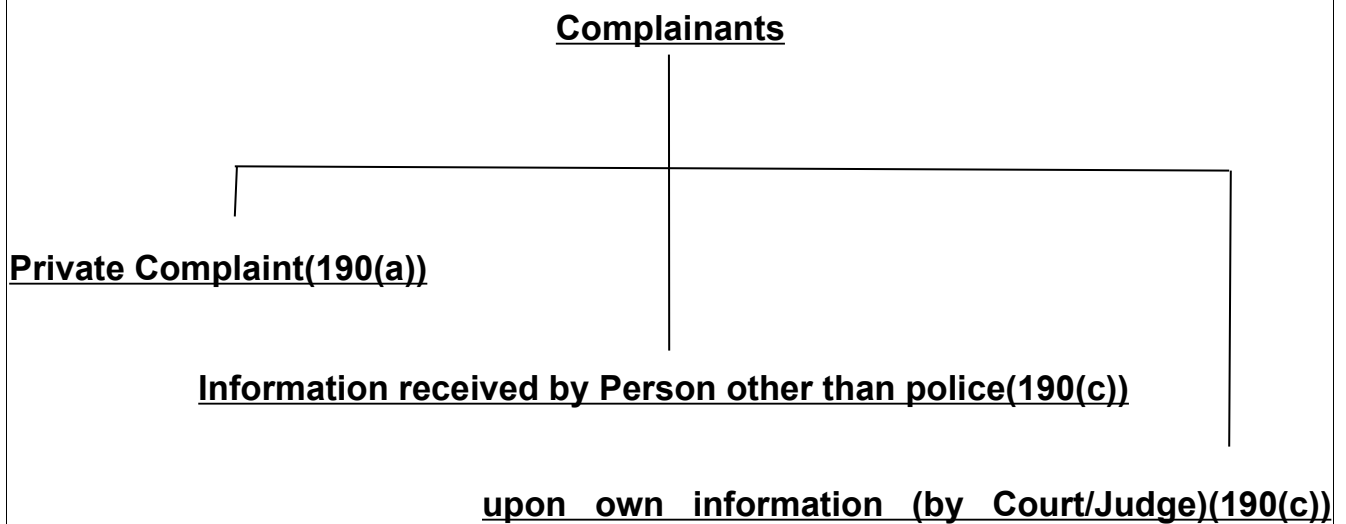 Complainants
Private Complaint(190(a))
Information received by Person other than police(190(c))
upon own information (by Court/Judge)(190(c))